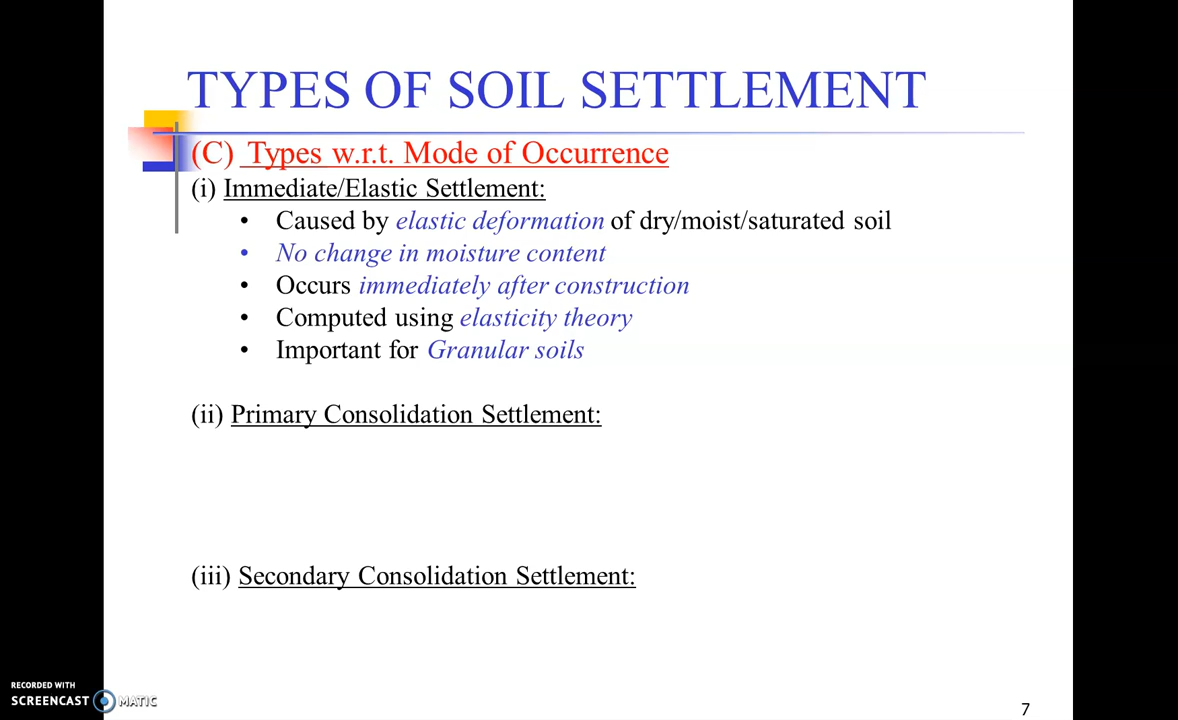 TYPES OF SOIL SETTLEMENT
(C) Types w.r.t. Mode of Occurrence
(i) Immediate/Elastic Settlement:
• Caused by elastic deformation of dry/moist/saturated soil
• No change in moisture content
• Occurs immediately after construction
• Computed using elasticity theory
• Important for Granular soils
(ii) Primary Consolidation Settlement:
(iii) Secondary Consolidation Settlement:
RECORDED WITH
SCREENCAST MATIC
7